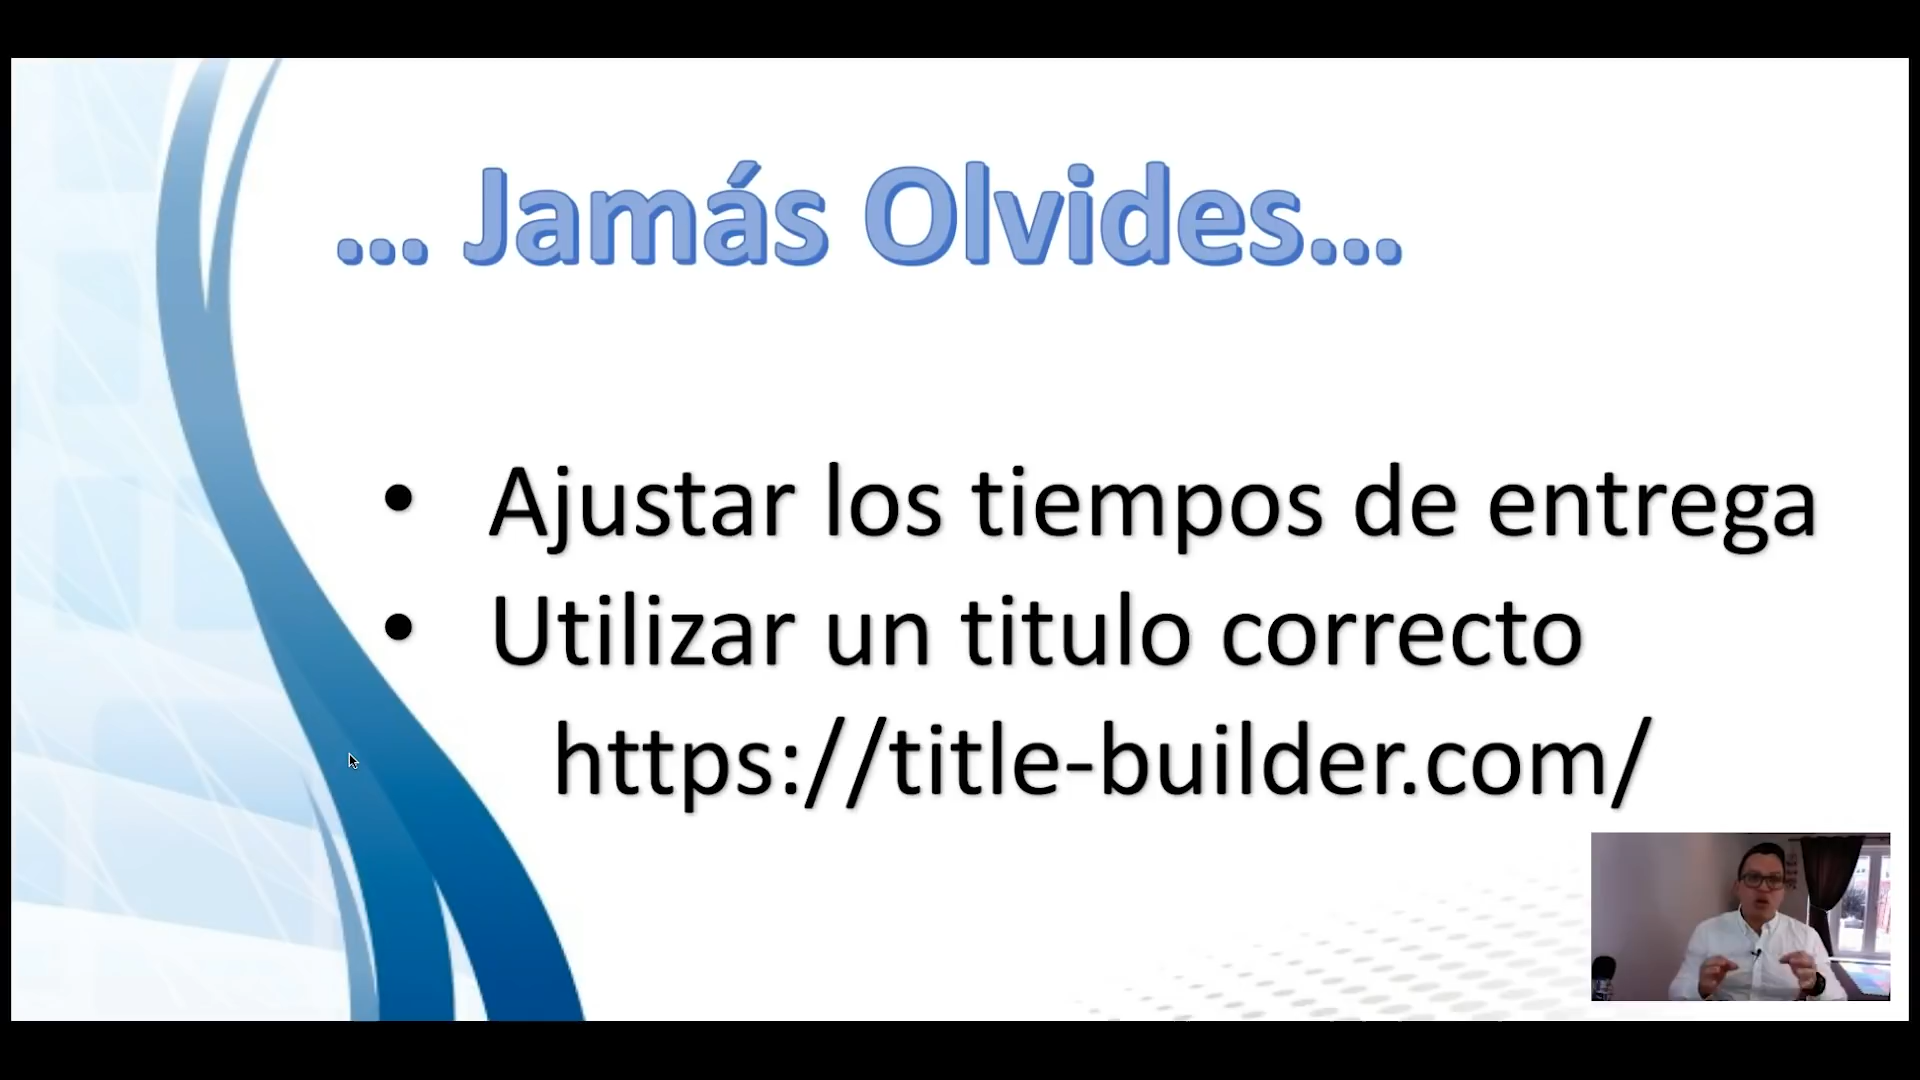 ... Jamás Olvides...
• Ajustar los tiempos de entrega
• Utilizar un titulo correcto
https://title-builder.com/